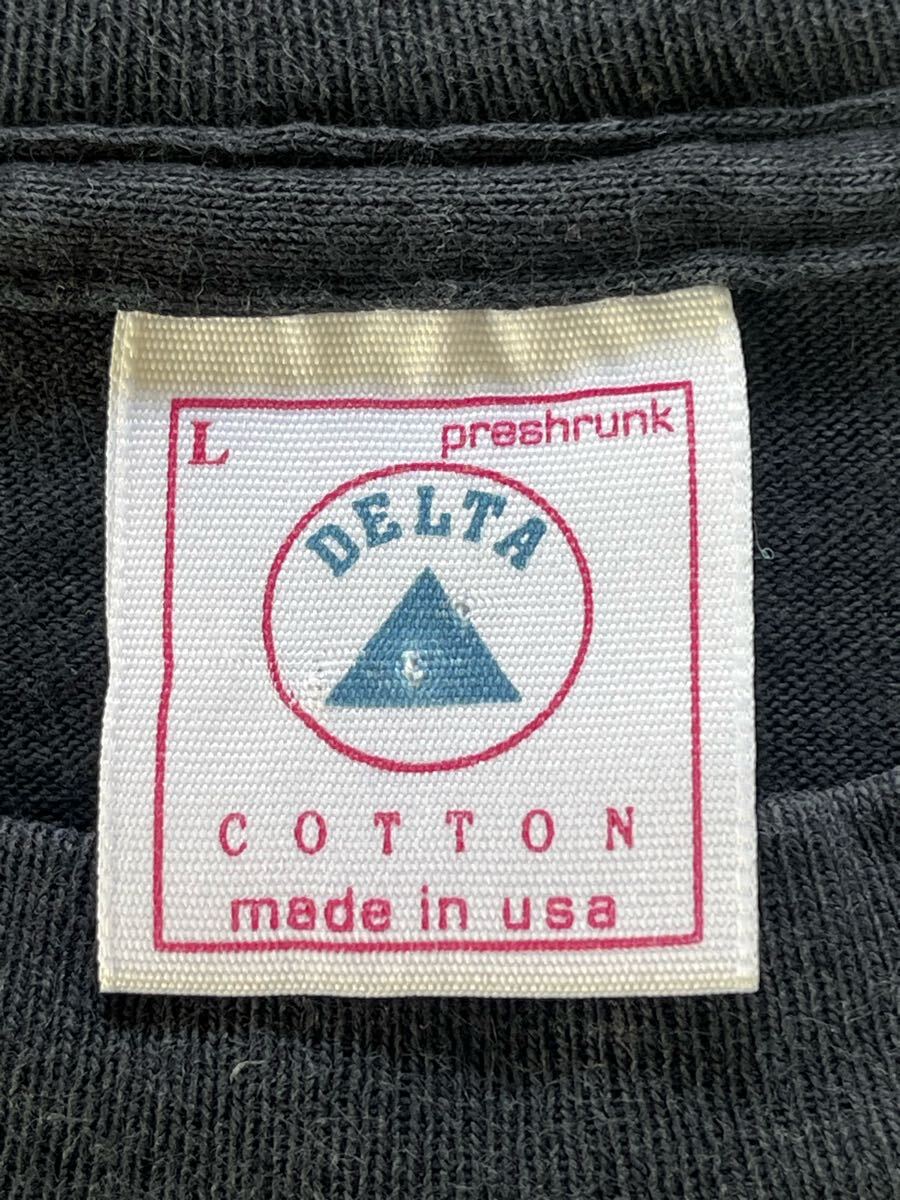 L preshrunk
DELTA
COTTON
made in usa